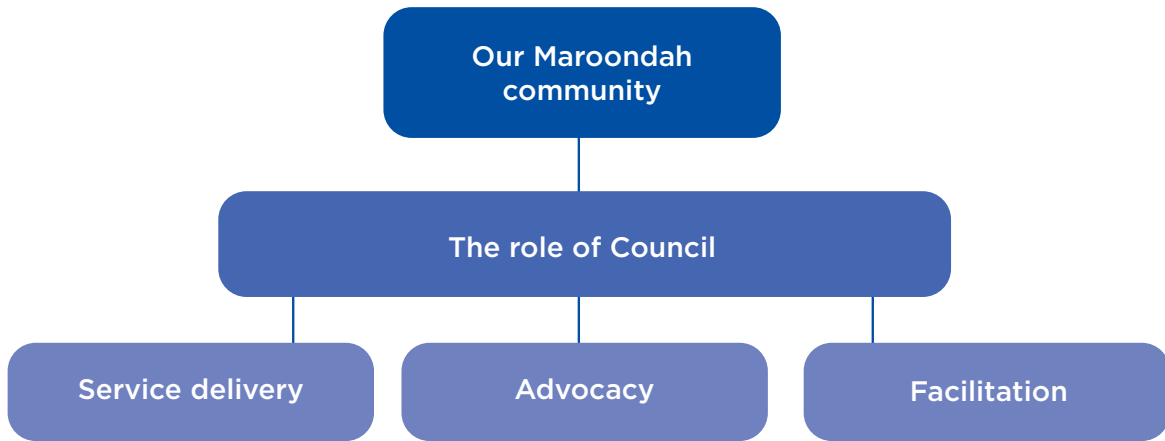 Our Maroondah
community
The role of Council
Service delivery
Advocacy
Facilitation